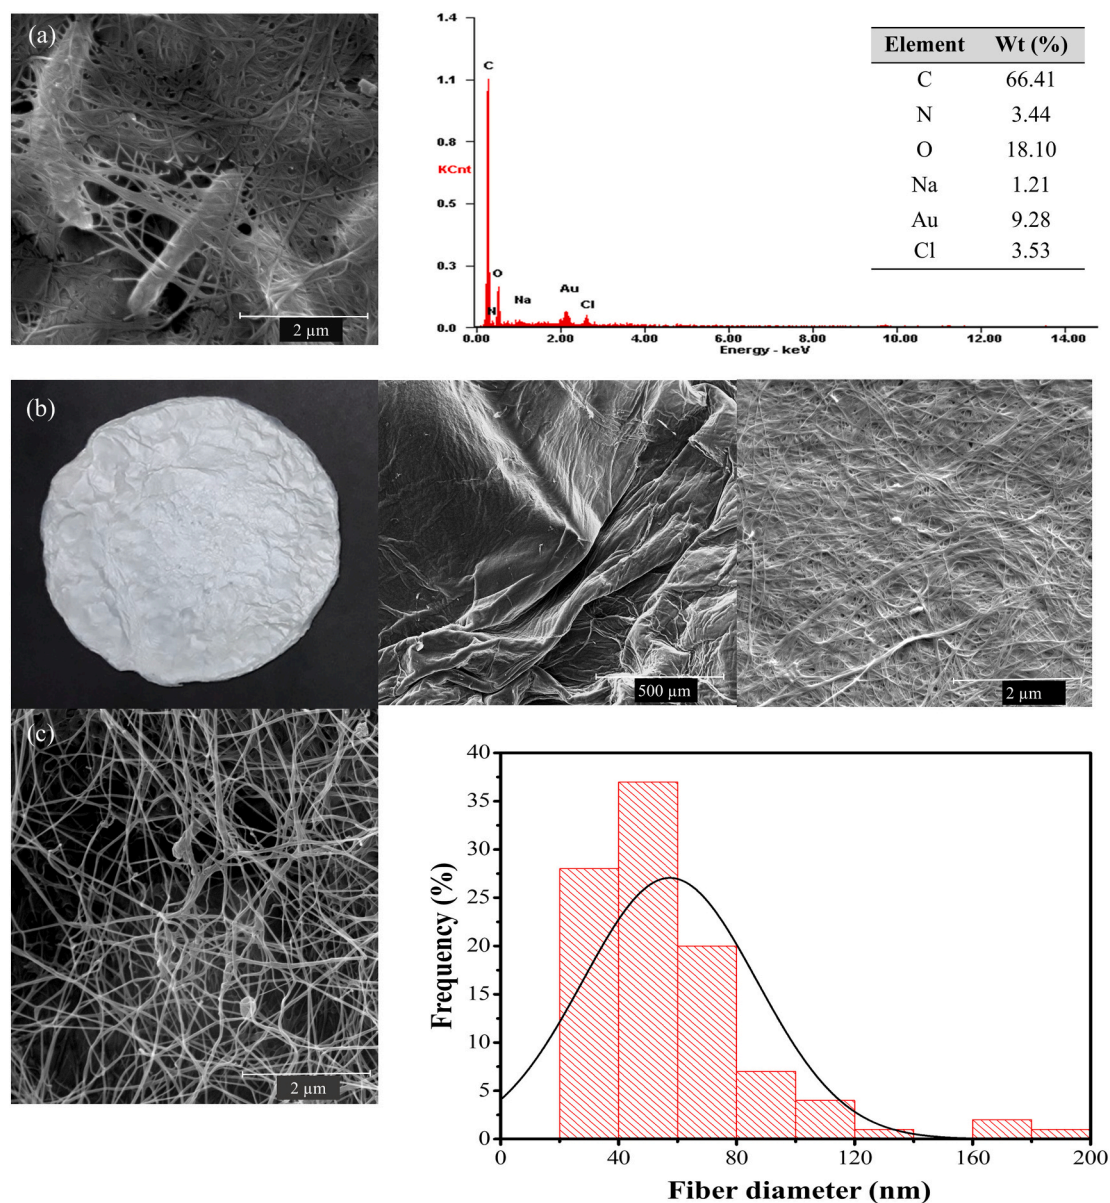 (a)
2 µm
1.4
1.1
0.8
KCnt
0.5
0.3
0.0
C
O
N
Na
Au
Cl
0.00 2.00 4.00 6.00 8.00 10.00 12.00 14.00
Energy - keV
Element Wt (%)
C 66.41
N 3.44
O 18.10
Na 1.21
Au 9.28
Cl 3.53
(b)
500 µm
2 µm
(c)
2 µm
40
35
30
25
20
15
10
5
0
Frequency (%)
0 40 80 120 160 200
Fiber diameter (nm)